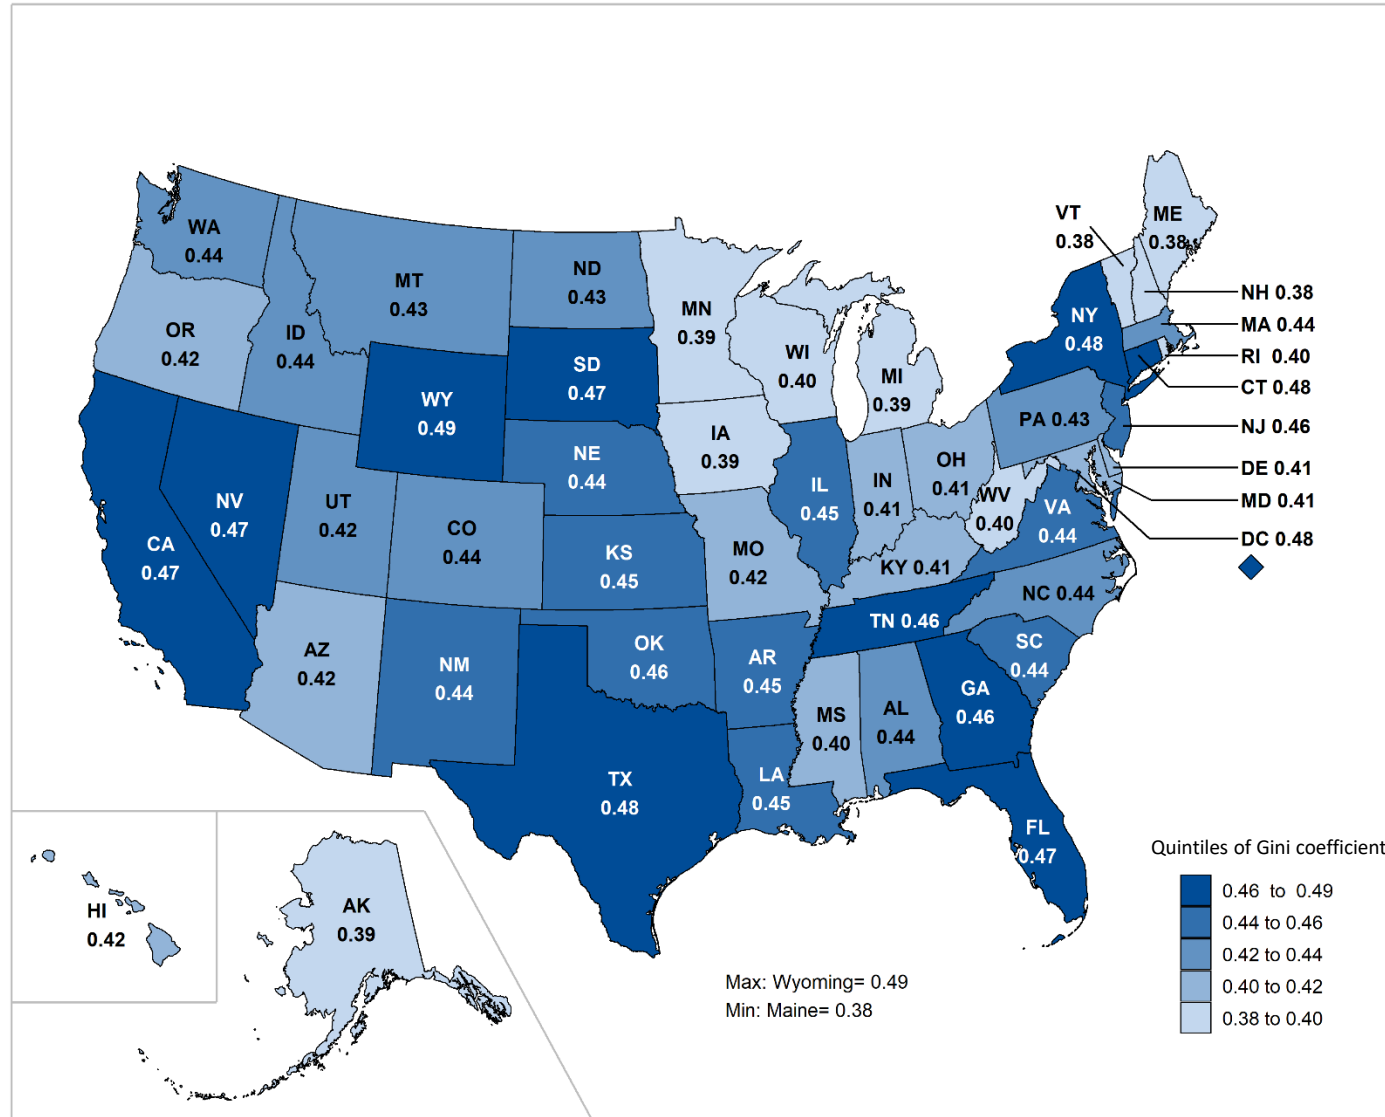 WA
0.44
OR
0.42
ID
0.44
MT
0.43
ND
0.43
SD
0.47
WY
0.49
NE
0.44
MN
0.39
WI
0.40
MI
0.39
IA
0.39
VT
0.38
ME
0.38
NY
0.48
NH 0.38
MA 0.44
RI 0.40
CT 0.48
NJ 0.46
DE 0.41
MD 0.41
DC 0.48
PA 0.43
OH
0.41
IN
0.41
IL
0.45
WV
0.40
VA
0.44
KY 0.41
NC 0.44
TN 0.46
SC
0.44
GA
0.46
AL
0.44
MS
0.40
FL
0.47
CA
0.47
NV
0.47
UT
0.42
CO
0.44
KS
0.45
MO
0.42
AZ
0.42
NM
0.44
OK
0.46
AR
0.45
LA
0.45
TX
0.48
HI
0.42
AK
0.39
Max: Wyoming= 0.49
Min: Maine= 0.38
Quintiles of Gini coefficient
0.46 to 0.49
0.44 to 0.46
0.42 to 0.44
0.40 to 0.42
0.38 to 0.40